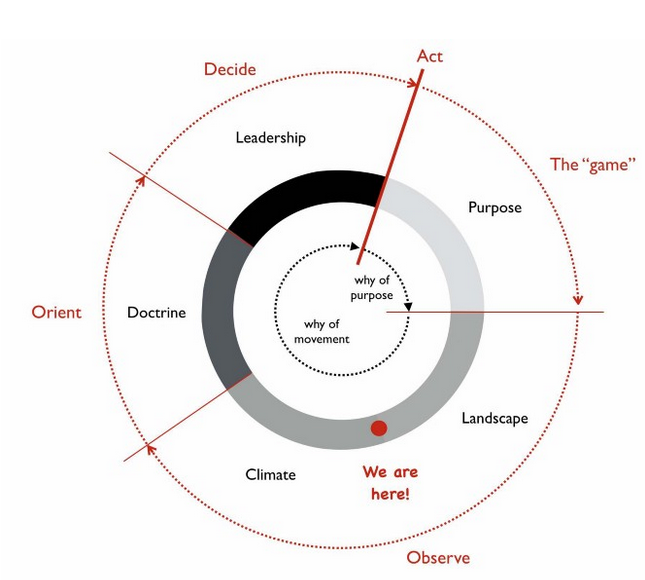 Act
Decide
Leadership
The “game”
Purpose
why of
purpose
Orient
Doctrine
why of
movement
Landscape
Climate
We are
here!
Observe